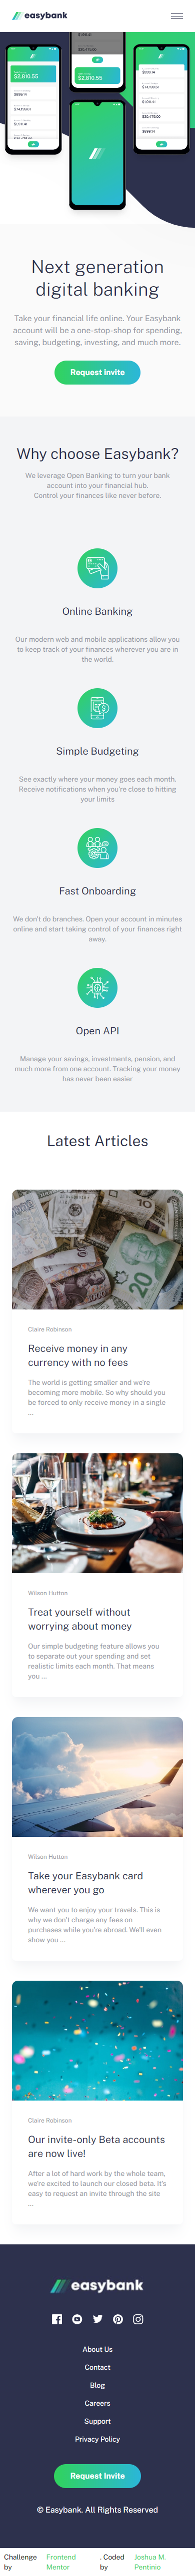 easybank
Next generation
digital banking
Take your financial life online. Your Easybank
account will be a one-stop-shop for spending,
saving, budgeting, investing, and much more.
Request Invite
Why choose Easybank?
We leverage Open Banking to turn your bank
account into your financial hub.
Control your finances like never before.
Online Banking
Our modern web and mobile applications allow you
to keep track of your finances wherever you are in
the world.
Simple Budgeting
See exactly where your money goes each month.
Receive notifications when you're close to hitting
your limits
Fast Onboarding
We don't do branches. Open your account in minutes
online and start taking control of your finances right
away.
Open API
Manage your savings, investments, pension, and
much more from one account. Tracking your money
has never been easier
Latest Articles
Claire Robinson
Receive money in any
currency with no fees
The world is getting smaller and we're
becoming more mobile. So why should you
be forced to only receive money in a single
...
Wilson Hutton
Treat yourself without
worrying about money
Our simple budgeting feature allows you
to separate out your spending and set
realistic limits each month. That means
you ...
Wilson Hutton
Take your Easybank card
wherever you go
We want you to enjoy your travels. This is
why we don't charge any fees on
purchases while you're abroad. We'll even
show you ...
Claire Robinson
Our invite-only Beta accounts
are now live!
After a lot of hard work by the whole team,
we're excited to launch our closed beta. It's
easy to request an invite through the site
...
easybank
About Us
Contact
Blog
Careers
Support
Privacy Policy
Request Invite
© Easybank. All Rights Reserved
Challenge by
Frontend Mentor
. Coded by
Joshua M. Pentinio